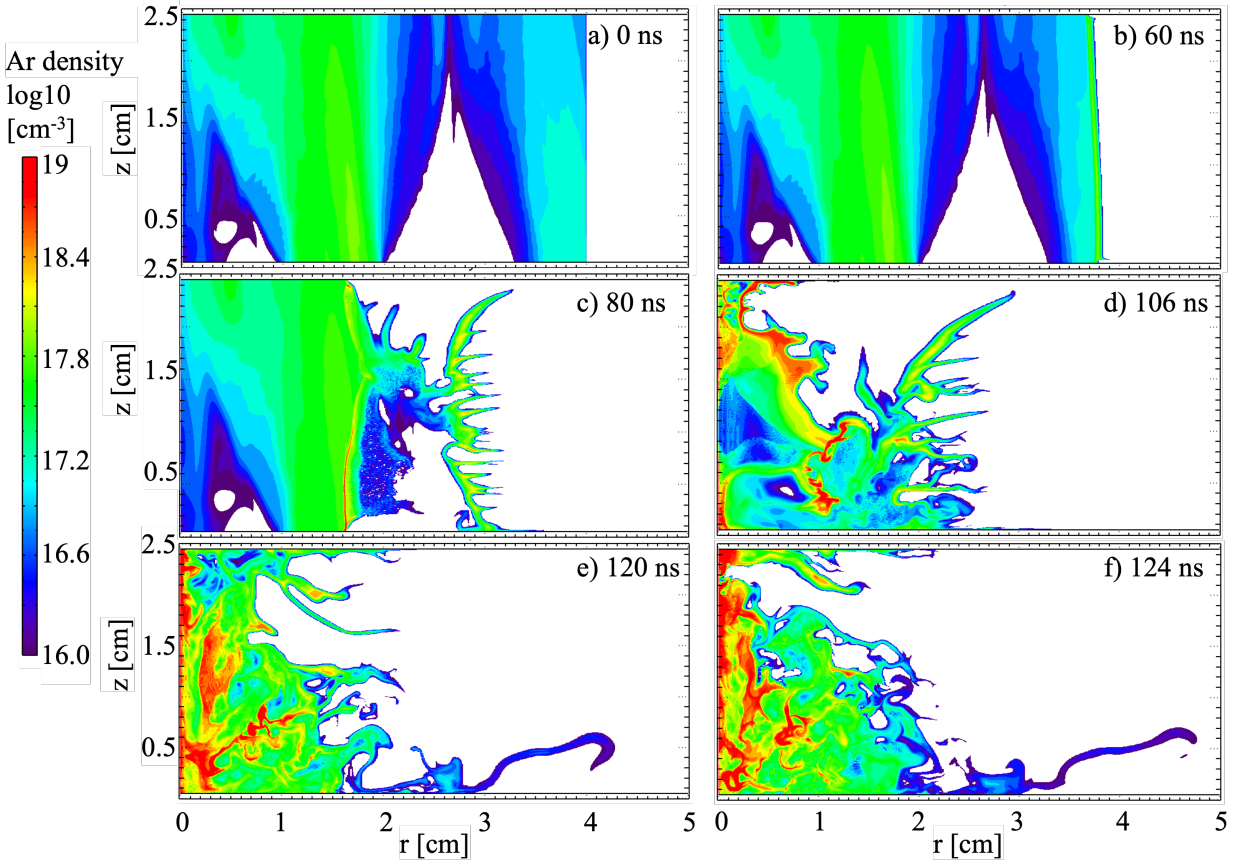 Ar density
log10
[cm-3]
19
18.4
17.8
17.2
16.6
16.0
2.5
z [cm]
1.5
0.5
a) 0 ns
z [cm]
b) 60 ns
2.5
z [cm]
1.5
0.5
c) 80 ns
z [cm]
d) 106 ns
2.5
z [cm]
1.5
0.5
e) 120 ns
f) 124 ns
0 1 2 3 4 5
r [cm]
0 1 2 3 4 5
r [cm]